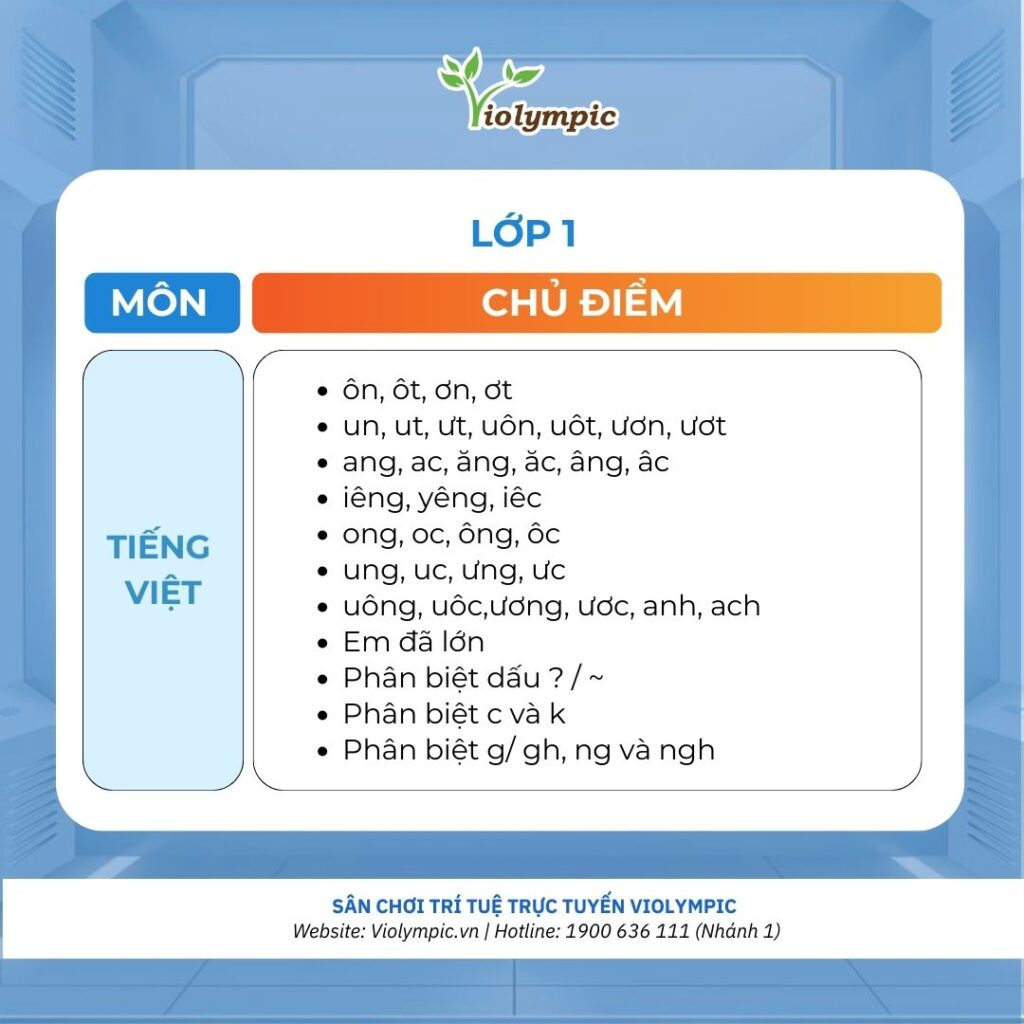 Violympic
LỚP 1
MÔN
CHỦ ĐIỂM
TIẾNG
VIỆT
• ôn, ôt, ơn, ơt
• un, ut, ưt, uôn, uôt, ươn, ươt
• ang, ac, ăng, ăc, âng, âc
• iêng, yêng, iêc
• ong, oc, ông, ôc
• ung, uc, ưng, ưc
• uông, uôc,ương, ươc, anh, ach
• Em đã lớn
• Phân biệt dấu ? / ~
• Phân biệt c và k
• Phân biệt g/ gh, ng và ngh
SÂN CHƠI TRÍ TUỆ TRỰC TUYẾN VIOLYMPIC
Website: Violympic.vn | Hotline: 1900 636 111 (Nhánh 1)